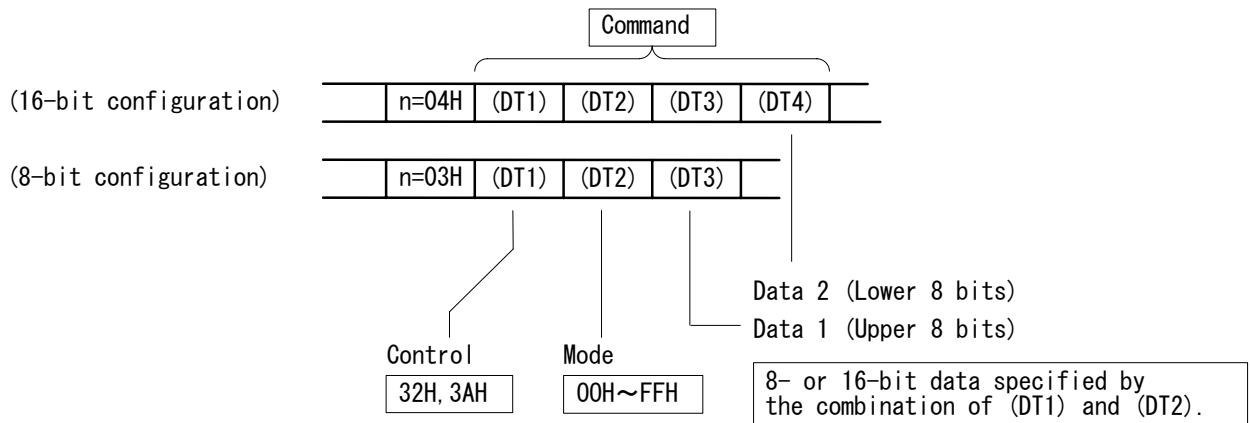 Command
(16-bit configuration) n=04H (DT1) (DT2) (DT3) (DT4)
(8-bit configuration) n=03H (DT1) (DT2) (DT3)
Data 2 (Lower 8 bits)
Data 1 (Upper 8 bits)
Control Mode
32H,3AH 00H～FFH
8- or 16-bit data specified by
the combination of (DT1) and (DT2).